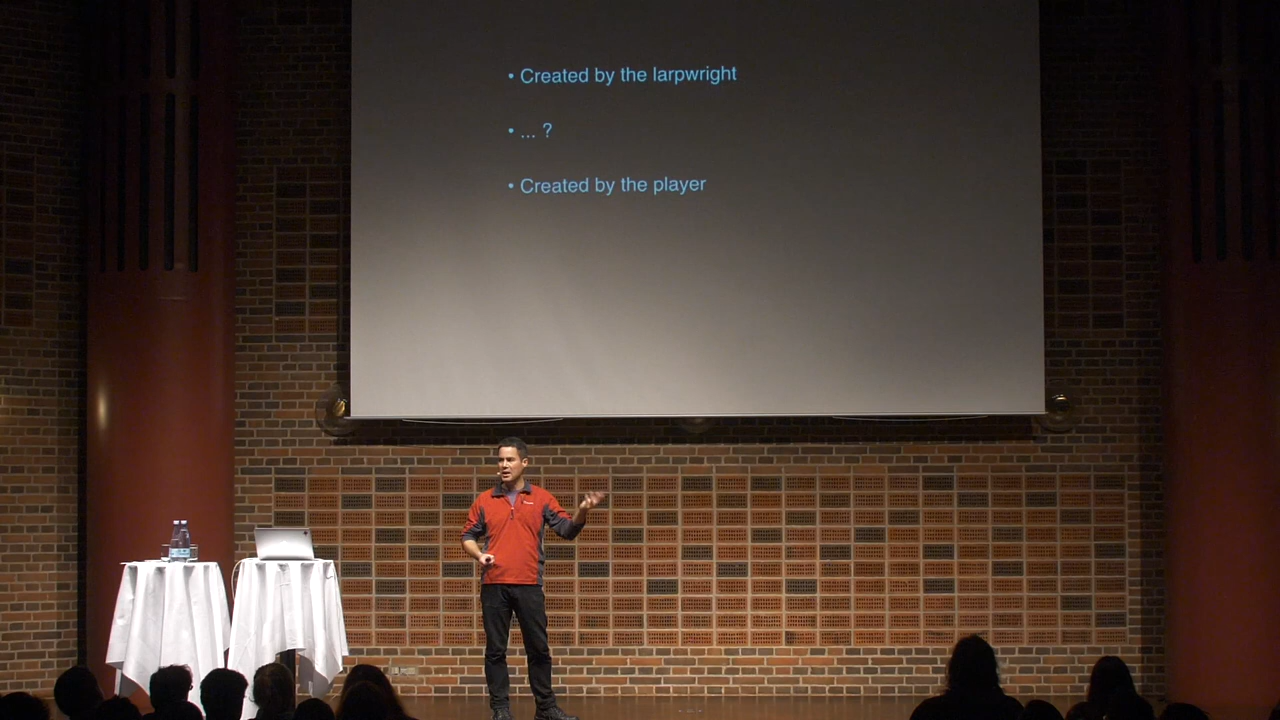 • Created by the larpwright
• ... ?
• Created by the player